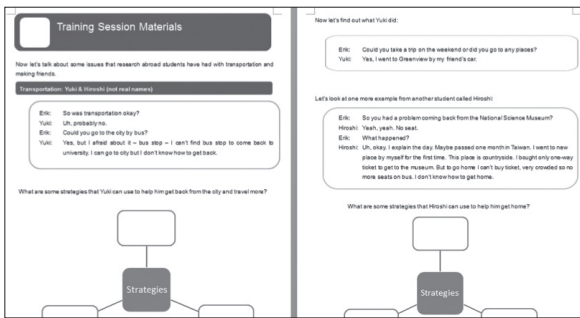 Training Session Materials
Now let's talk about some issues that research abroad students have had with transportation and
making friends.
Transportation: Yuki & Hiroshi (not real names)
Erik: So was transportation okay?
Yuki: Uh, probably no.
Erik: Could you go to the city by bus?
Yuki: Yes, but I afraid about it – bus stop – I can't find bus stop to come back to
university. I can go to city but I don't know how to get back.
What are some strategies that Yuki can use to help him get back from the city and travel more?
Strategies
Now let's find out what Yuki did:
Erik: Could you take a trip on the weekend or did you go to any places?
Yuki: Yes, I went to Greenview by my friend's car.
Let's look at one more example from another student called Hiroshi:
Erik: So you had a problem coming back from the National Science Museum?
Hiroshi: Yeah, yeah. No seat.
Erik: What happened?
Hiroshi: Uh, okay. I explain the day. Maybe passed one month in Taiwan. I went to new
place by myself for the first time. This place is countryside. I bought only one-way
ticket to get to the museum. But to go home I can't buy ticket, very crowded so no
more seats on bus. I don't know how to get home.
What are some strategies that Hiroshi can use to help him get home?
Strategies